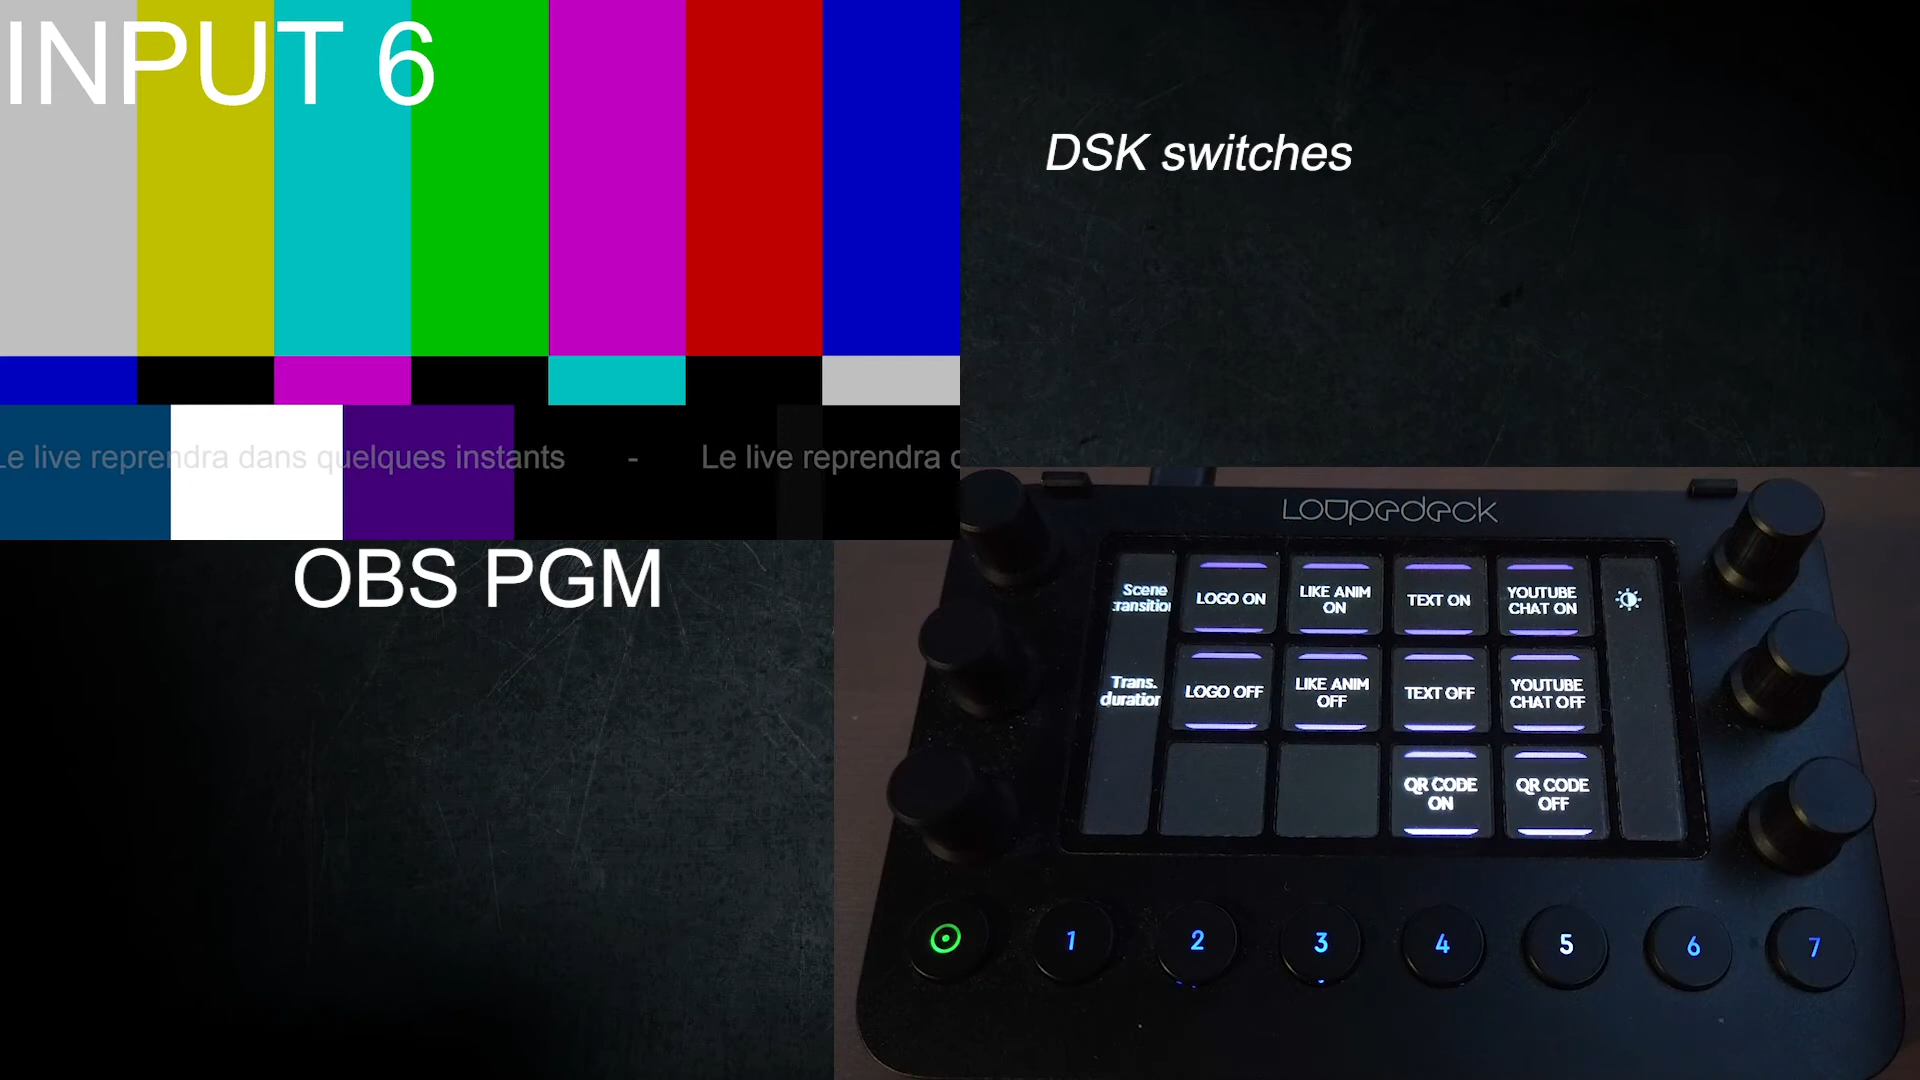 INPUT 6
DSK switches
Le live reprendra dans quelques instants - Le live reprendra
OBS PGM
Loupedeck
Scene transition
LOGO ON
LIKE ANIM ON
TEXT ON
YOUTUBE CHAT ON
Trans. duration
LOGO OFF
LIKE ANIM OFF
TEXT OFF
YOUTUBE CHAT OFF
QR CODE ON
QR CODE OFF
1 2 3 4 5 6 7